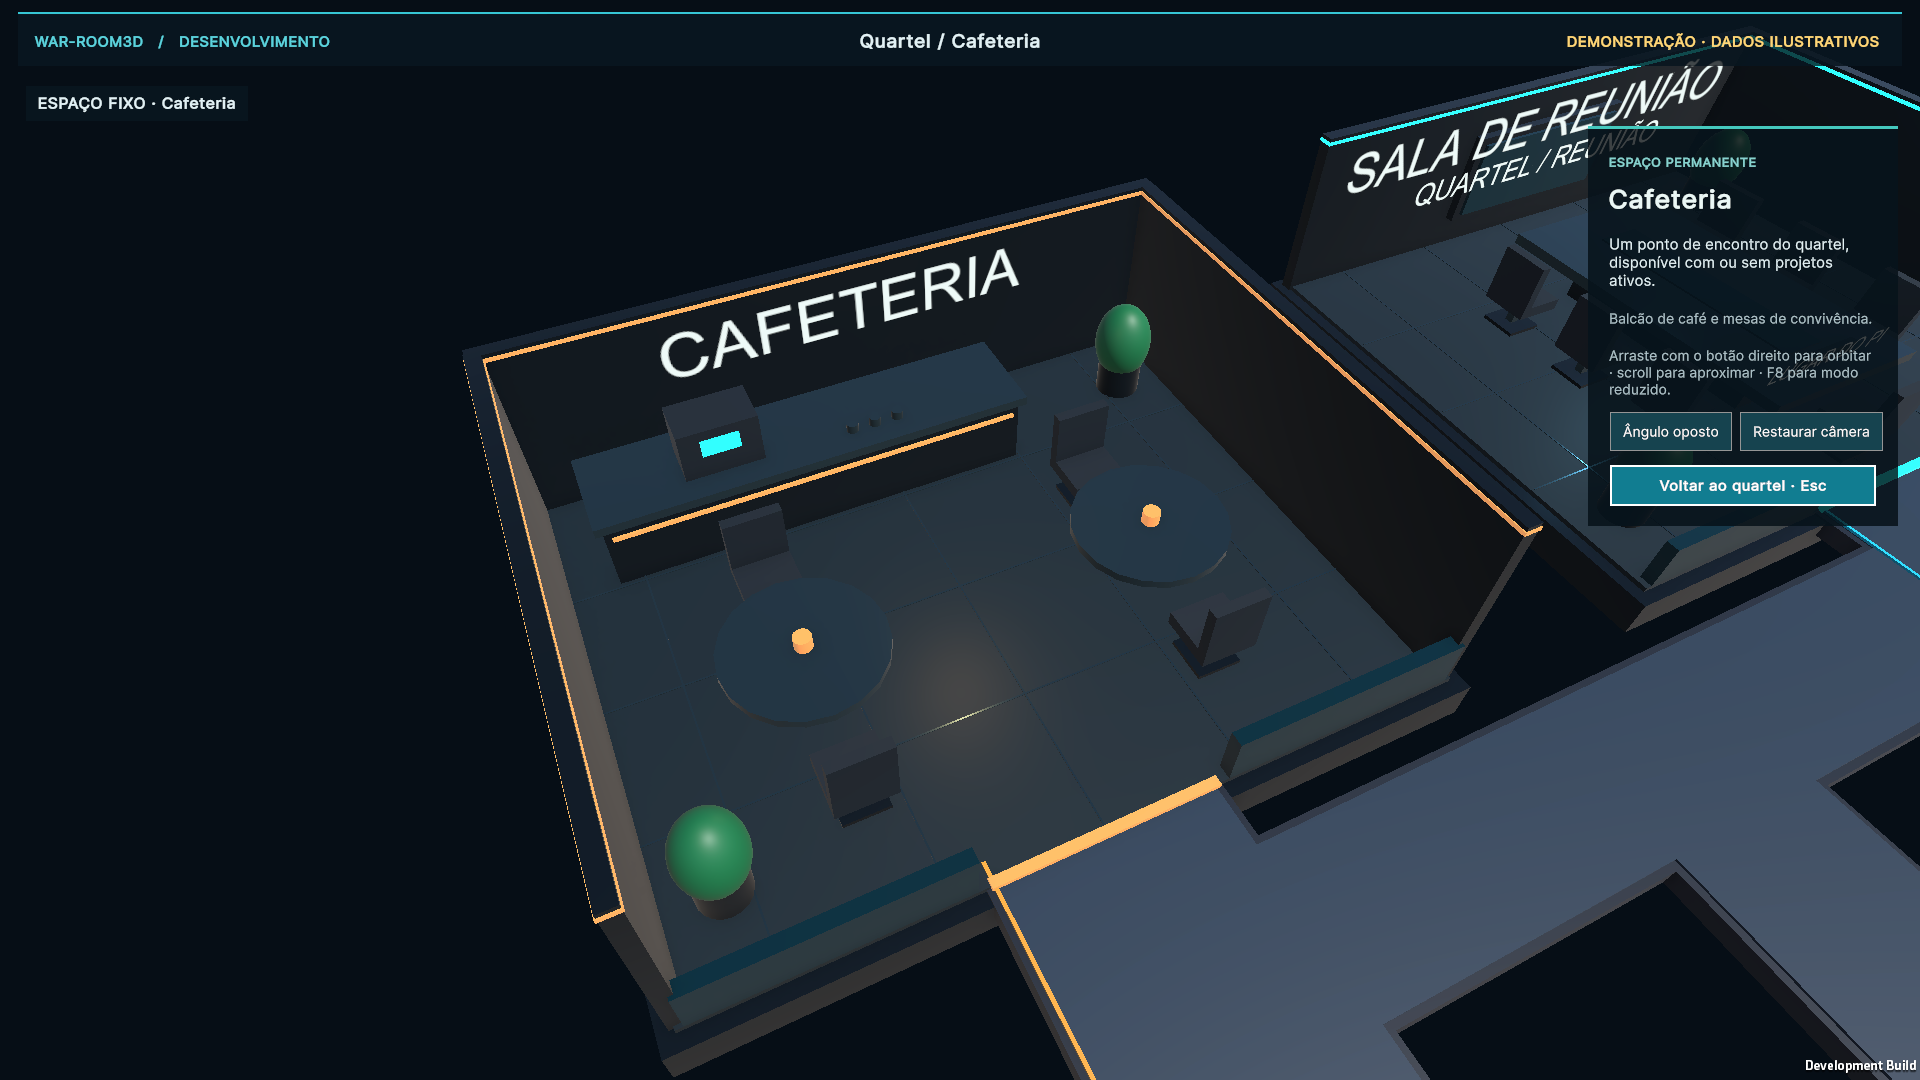 WAR-ROOM3D / DESENVOLVIMENTO
Quartel / Cafeteria
DEMONSTRAÇÃO · DADOS ILUSTRATIVOS
ESPAÇO FIXO · Cafeteria
SALA DE REUNIÃO
QUARTEL / REUNIÃO
CAFETERIA
ESPAÇO PERMANENTE
Cafeteria
Um ponto de encontro do quartel,
disponível com ou sem projetos
ativos.
Balcão de café e mesas de convivência.
Arraste com o botão direito para orbitar
· scroll para aproximar · F8 para modo
reduzido.
Ângulo oposto
Restaurar câmera
Voltar ao quartel · Esc
Development Build